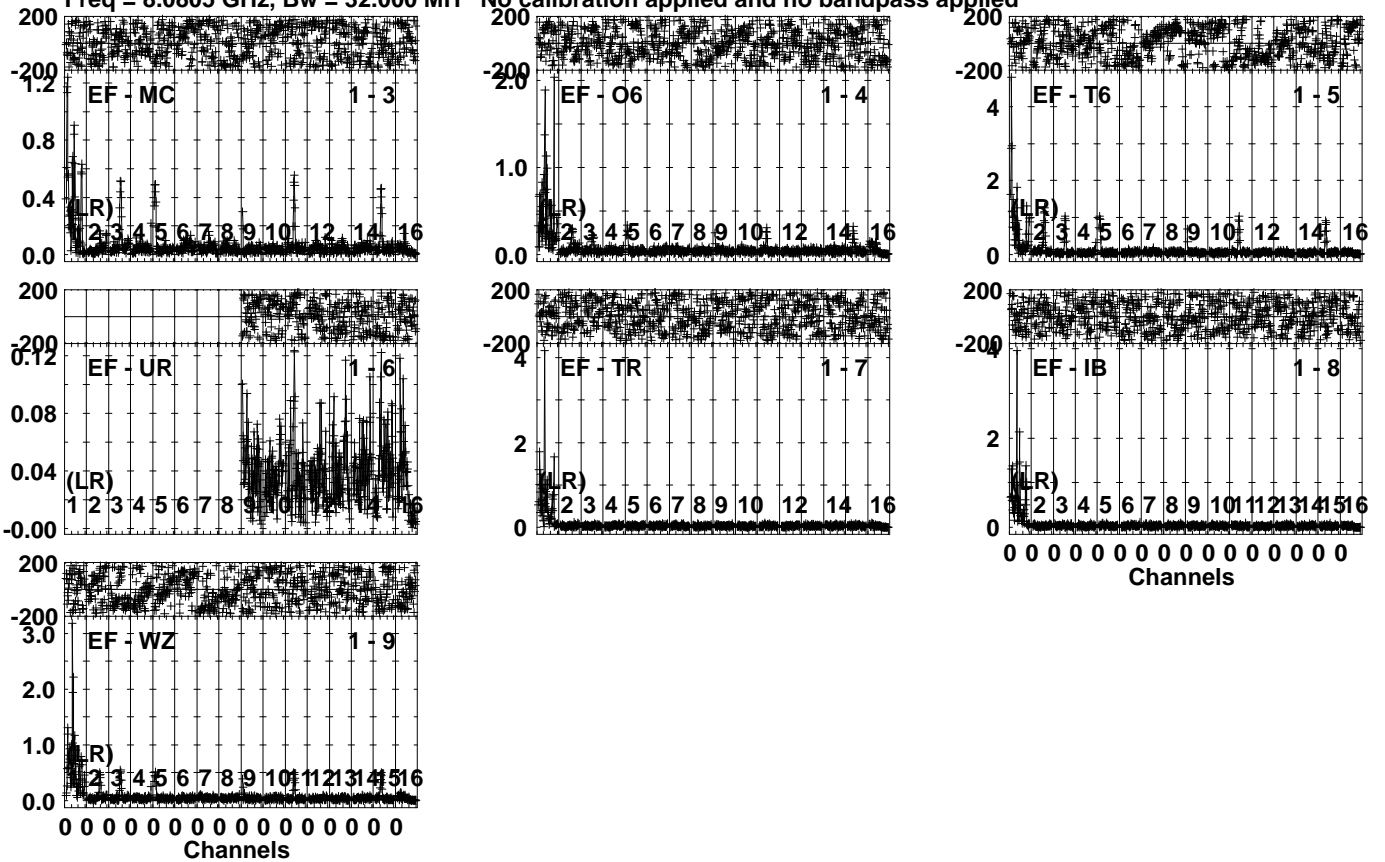 Freq = 8.0805 GHz, Bw = 32.000 MH No calibration applied and no bandpass applied
200
-200
1.2
0.8
0.4
0.0
EF - MC 1 - 3
(LR)
2 3 4 5 6 7 8 9 10 12 14 16
200
-200
2.0
1.0
0.0
EF - O6 1 - 4
(LR)
2 3 4 5 6 7 8 9 10 12 14 16
200
-200
4
2
0
EF - T6 1 - 5
(LR)
2 3 4 5 6 7 8 9 10 12 14 16
200
-200
0.12
0.08
0.04
-0.00
EF - UR 1 - 6
(LR)
1 2 3 4 5 6 7 8 9 10 12 14 16
200
-200
4
2
0
EF - TR 1 - 7
(LR)
2 3 4 5 6 7 8 9 10 12 14 16
200
-200
4
2
0
EF - IB 1 - 8
(LR)
2 3 4 5 6 7 8 9 10 11 12 13 14 15 16
0 0 0 0 0 0 0 0 0 0 0 0 0 0 0 0
Channels
200
-200
3.0
2.0
1.0
0.0
EF - WZ 1 - 9
(LR)
2 3 4 5 6 7 8 9 10 11 12 13 14 15 16
0 0 0 0 0 0 0 0 0 0 0 0 0 0 0 0
Channels